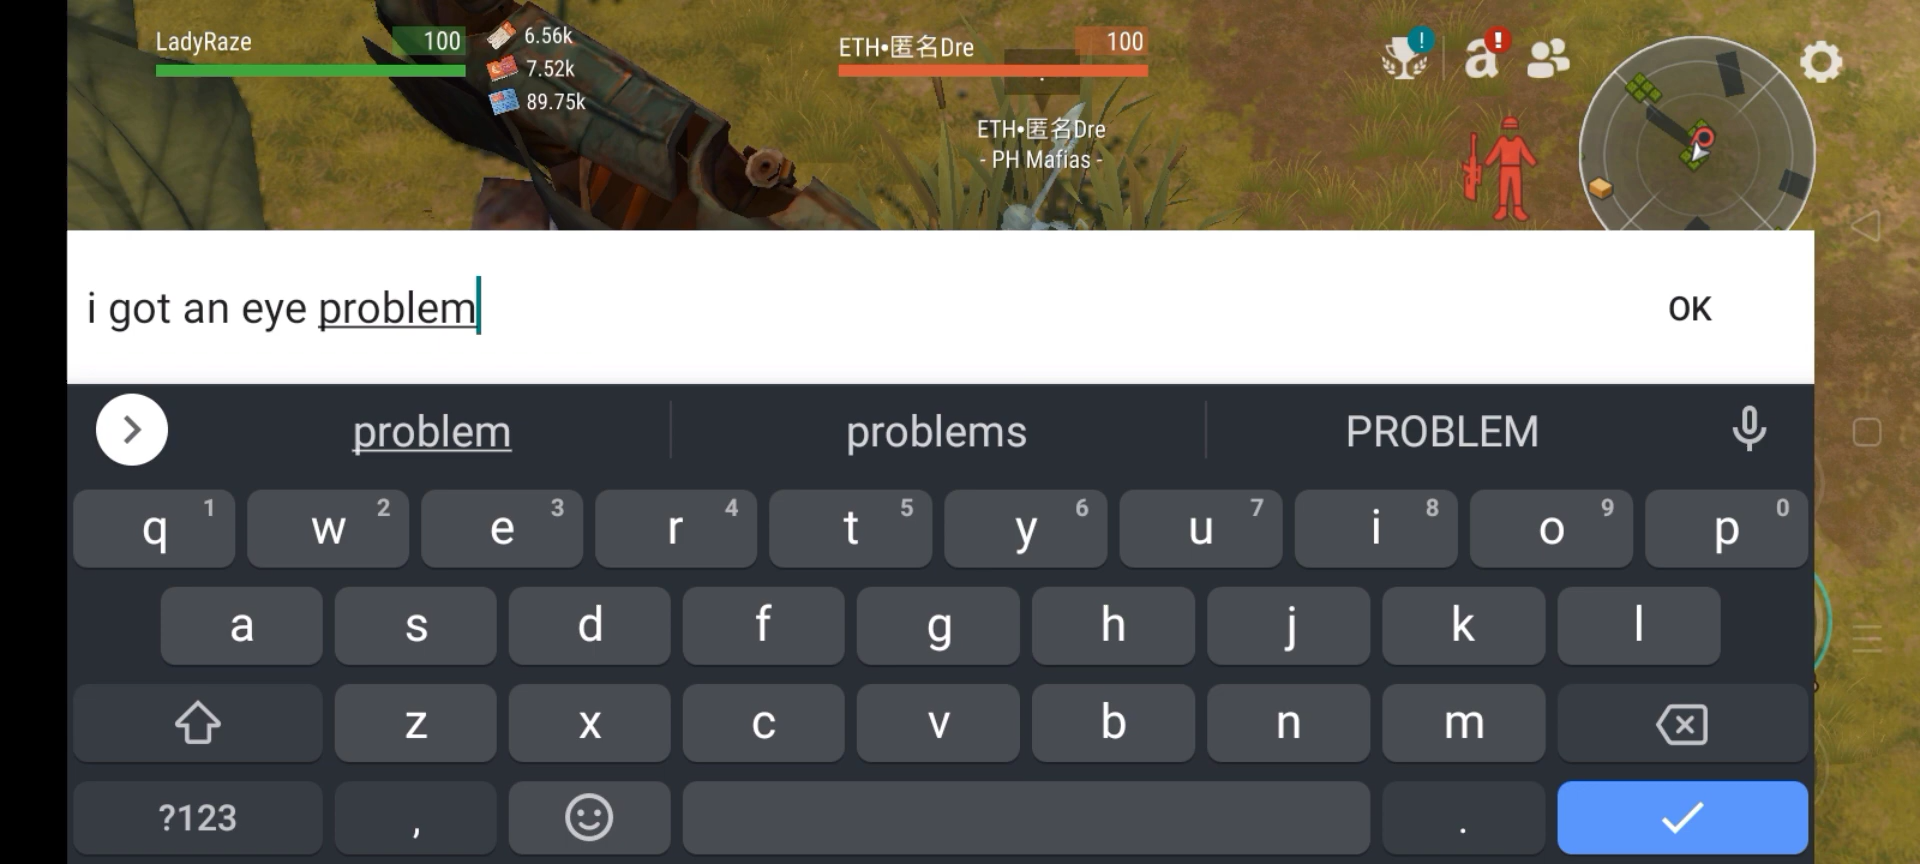 LadyRaze 100
6.56k
7.52k
89.75k
ETH•匿名Dre 100
ETH•匿名Dre
- PH Mafias -
! a !
i got an eye problem
OK
problem problems PROBLEM
q 1 w 2 e 3 r 4 t 5 y 6 u 7 i 8 o 9 p 0
a s d f g h j k l
z x c v b n m
?123 , .